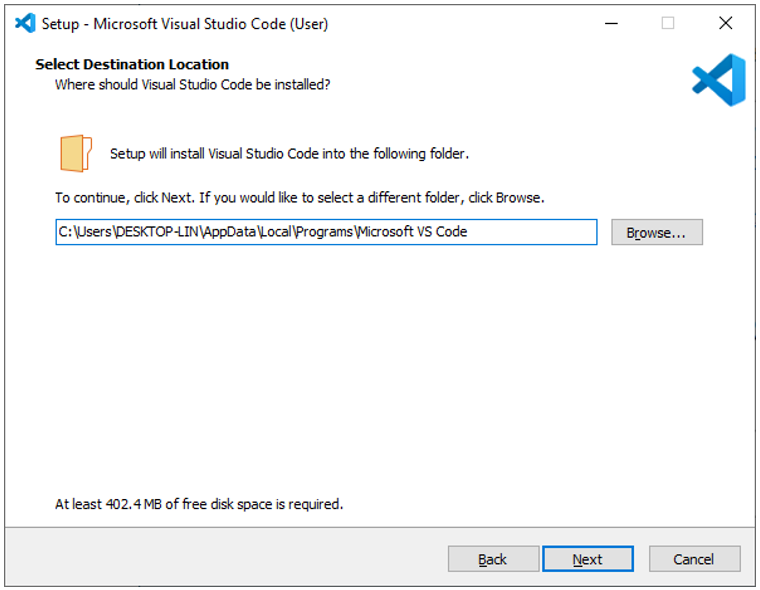 Setup - Microsoft Visual Studio Code (User)
Select Destination Location
Where should Visual Studio Code be installed?
Setup will install Visual Studio Code into the following folder.
To continue, click Next. If you would like to select a different folder, click Browse.
C:\Users\DESKTOP-LIN\AppData\Local\Programs\Microsoft VS Code
Browse...
At least 402.4 MB of free disk space is required.
Back
Next
Cancel